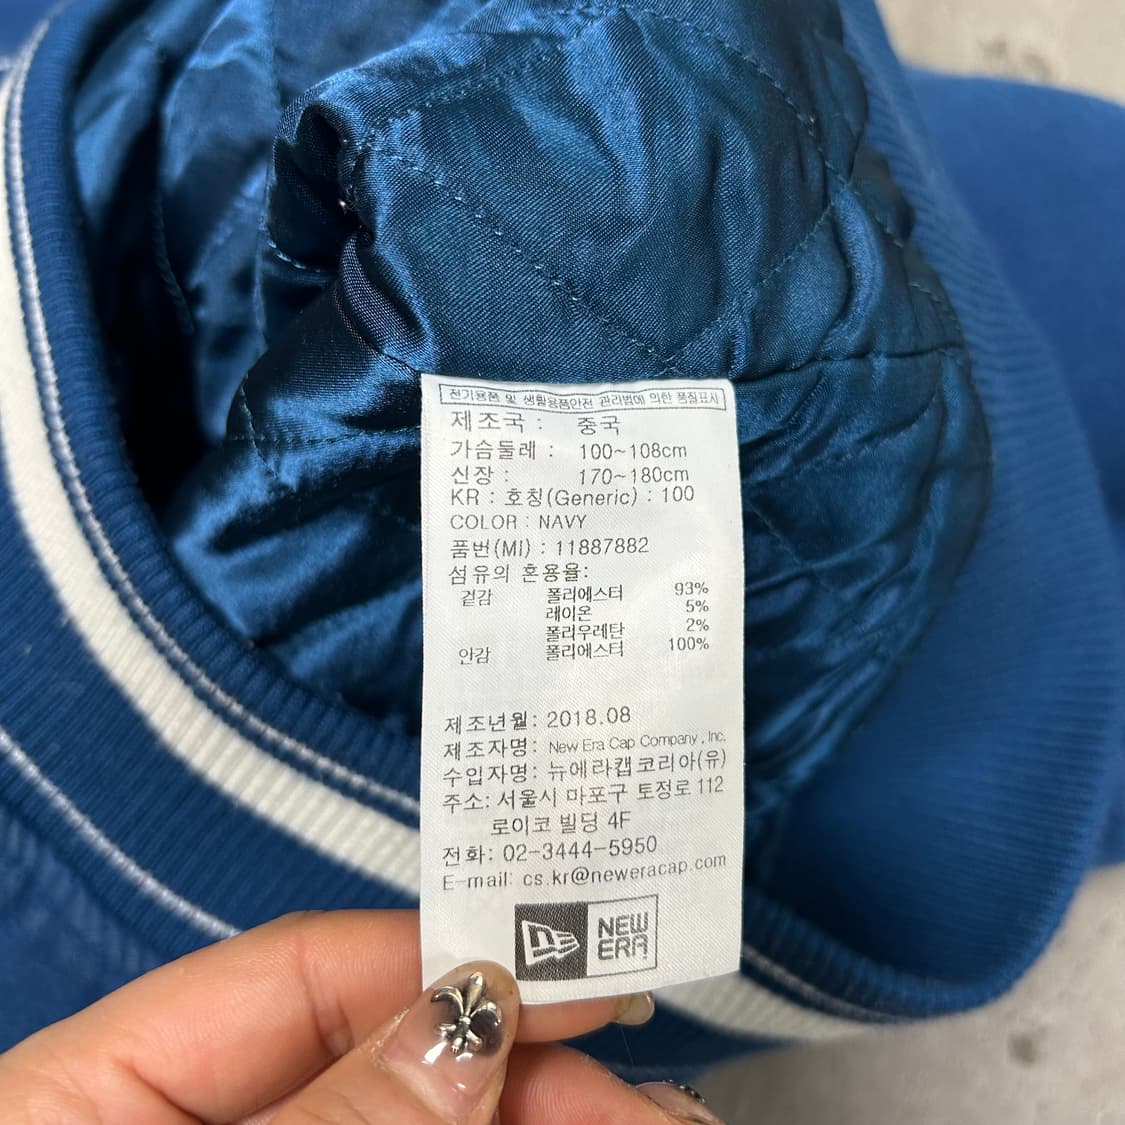 전기용품 및 생활용품안전 관리법에 의한 품질표시
제조국 : 중국
가슴둘레 : 100~108cm
신장 : 170~180cm
KR : 호칭(Generic) : 100
COLOR : NAVY
품번(MI) : 11887882
섬유의 혼용율:
겉감 폴리에스터 93%
레이온 5%
폴리우레탄 2%
안감 폴리에스터 100%
제조년월: 2018.08
제조자명: New Era Cap Company, Inc.
수입자명: 뉴에라캡코리아(유)
주소: 서울시 마포구 토정로 112
로이코 빌딩 4F
전화: 02-3444-5950
E-mail: cs.kr@neweracap.com
NEW
ERA